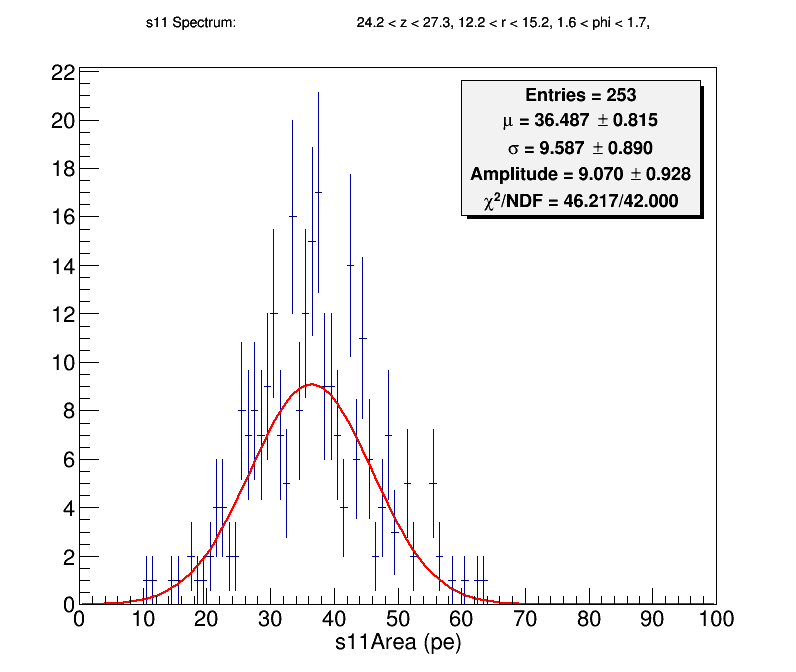 s11 Spectrum: 24.2 < z < 27.3, 12.2 < r < 15.2, 1.6 < phi < 1.7,
Entries = 253
μ = 36.487 ± 0.815
σ = 9.587 ± 0.890
Amplitude = 9.070 ± 0.928
χ²/NDF = 46.217/42.000
22
20
18
16
14
12
10
8
6
4
2
0
0 10 20 30 40 50 60 70 80 90 100
s11Area (pe)